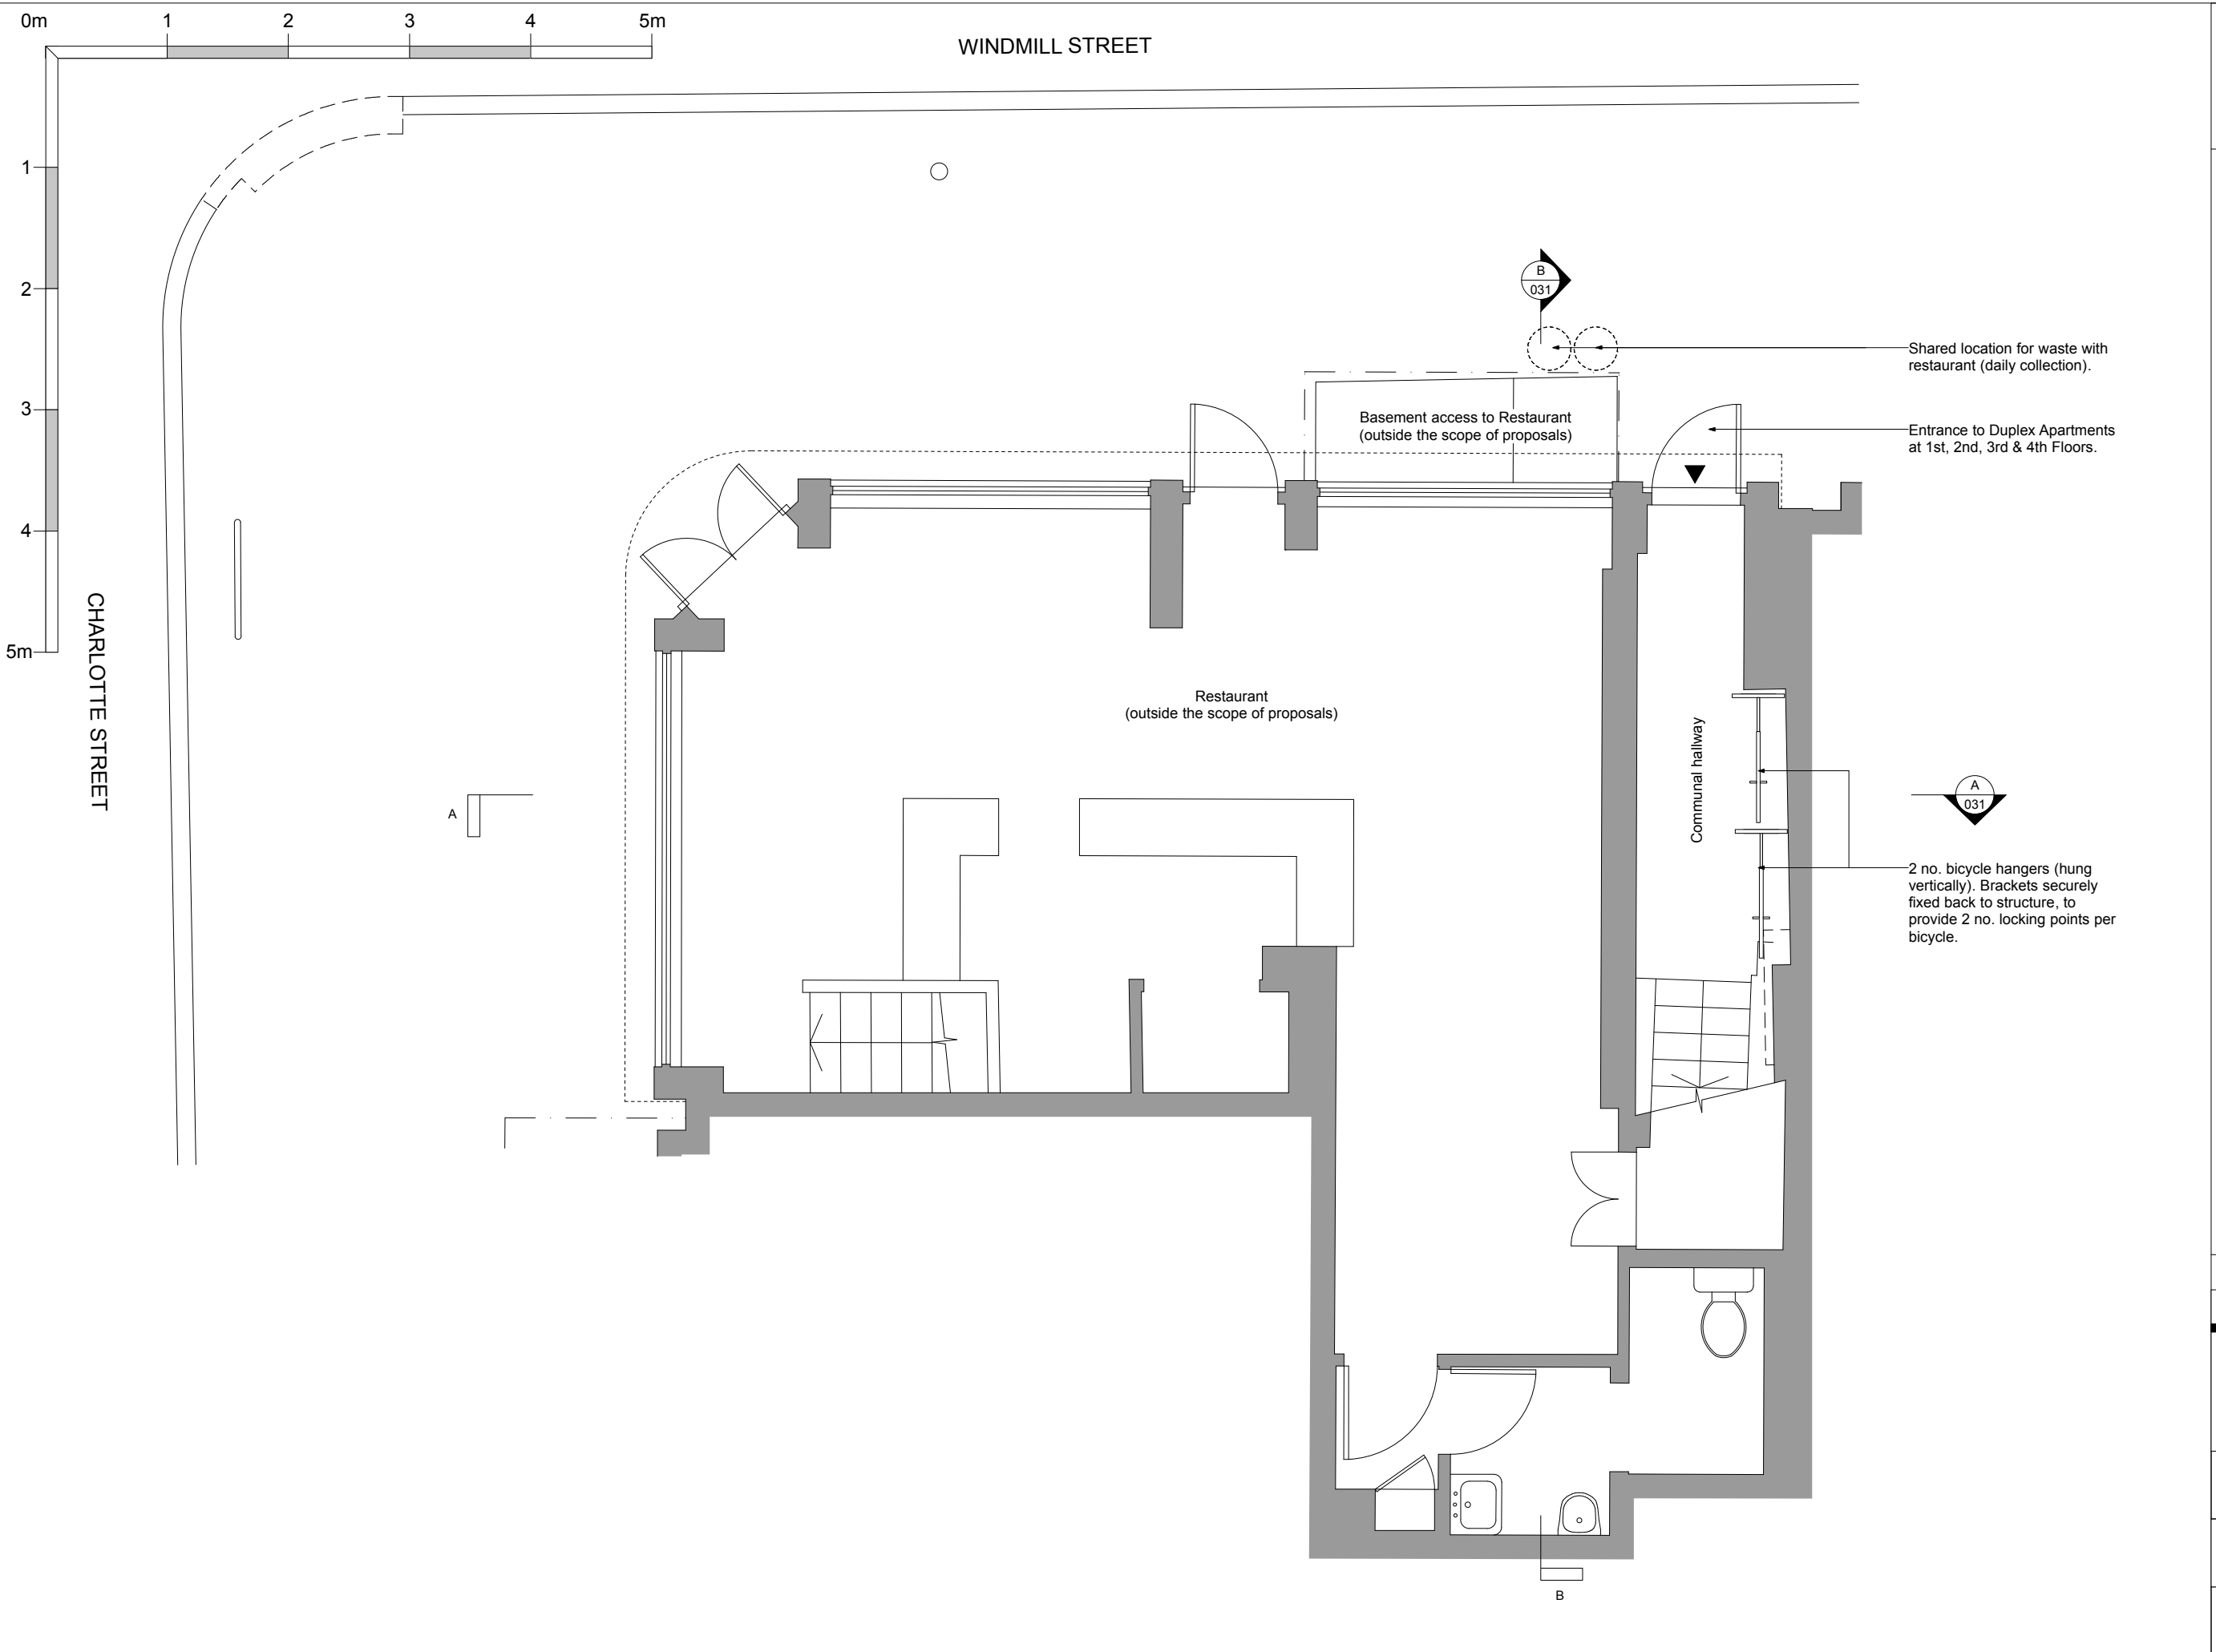 0m 1 2 3 4 5m
WINDMILL STREET
1
2
3
4
5m
CHARLOTTE STREET
B
031
Shared location for waste with
restaurant (daily collection).
Basement access to Restaurant
(outside the scope of proposals)
Entrance to Duplex Apartments
at 1st, 2nd, 3rd & 4th Floors.
Restaurant
(outside the scope of proposals)
Communal hallway
A
A
031
2 no. bicycle hangers (hung
vertically). Brackets securely
fixed back to structure, to
provide 2 no. locking points per
bicycle.
B